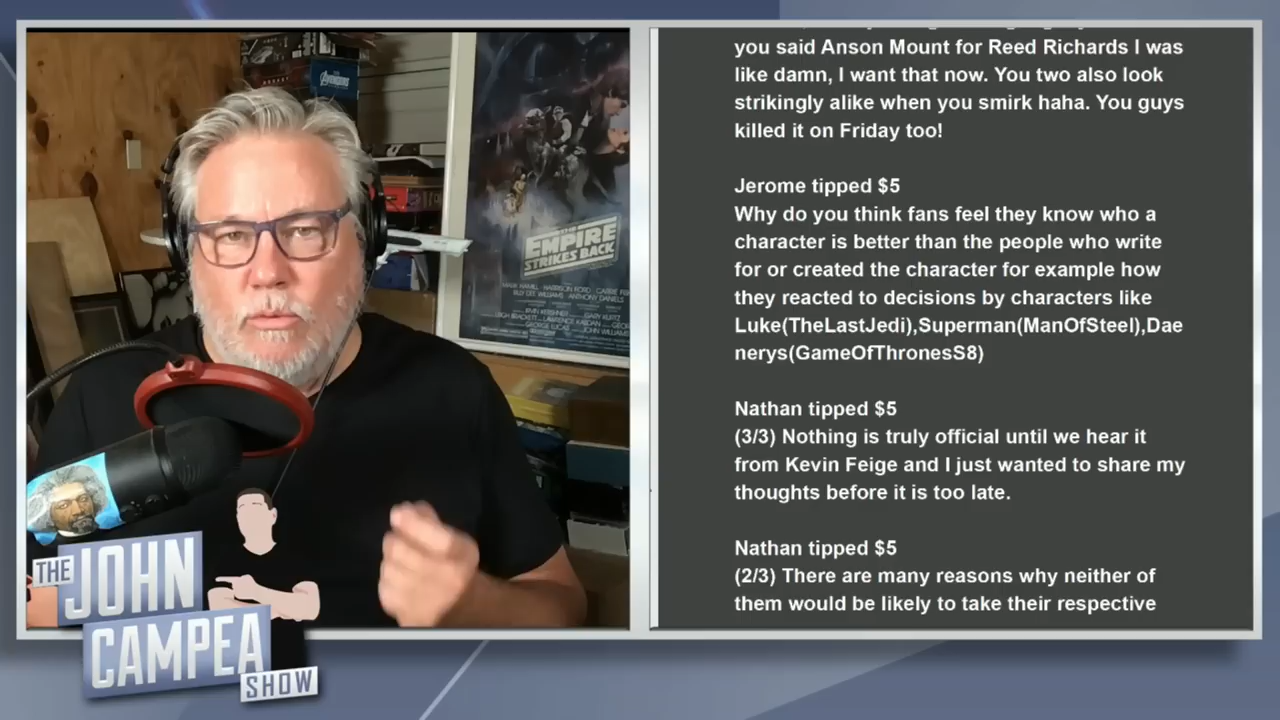 AVENGERS
THE
EMPIRE
STRIKES BACK
THE
JOHN
CAMPEA
SHOW
you said Anson Mount for Reed Richards I was
like damn, I want that now. You two also look
strikingly alike when you smirk haha. You guys
killed it on Friday too!
Jerome tipped $5
Why do you think fans feel they know who a
character is better than the people who write
for or created the character for example how
they reacted to decisions by characters like
Luke(TheLastJedi),Superman(ManOfSteel),Dae
nerys(GameOfThronesS8)
Nathan tipped $5
(3/3) Nothing is truly official until we hear it
from Kevin Feige and I just wanted to share my
thoughts before it is too late.
Nathan tipped $5
(2/3) There are many reasons why neither of
them would be likely to take their respective